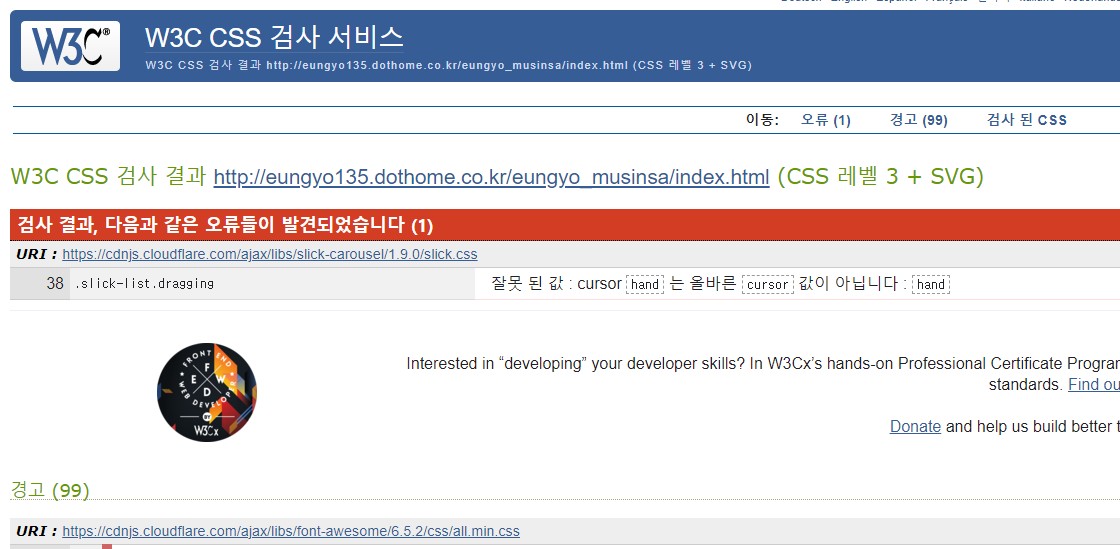 W3C®
W3C CSS 검사 서비스
W3C CSS 검사 결과 http://eungyo135.dothome.co.kr/eungyo_musinsa/index.html (CSS 레벨 3 + SVG)
이동: 오류 (1) 경고 (99) 검사 된 CSS
W3C CSS 검사 결과 http://eungyo135.dothome.co.kr/eungyo_musinsa/index.html (CSS 레벨 3 + SVG)
검사 결과, 다음과 같은 오류들이 발견되었습니다 (1)
URI : https://cdnjs.cloudflare.com/ajax/libs/slick-carousel/1.9.0/slick.css
38 .slick-list.dragging 잘못 된 값 : cursor hand 는 올바른 cursor 값이 아닙니다 : hand
FRONT END
WEB DEVELOPER
F E W D
BY
W3Cx
Interested in “developing” your developer skills? In W3Cx’s hands-on Professional Certificate Program
standards. Find ou
Donate and help us build better t
경고 (99)
URI : https://cdnjs.cloudflare.com/ajax/libs/font-awesome/6.5.2/css/all.min.css